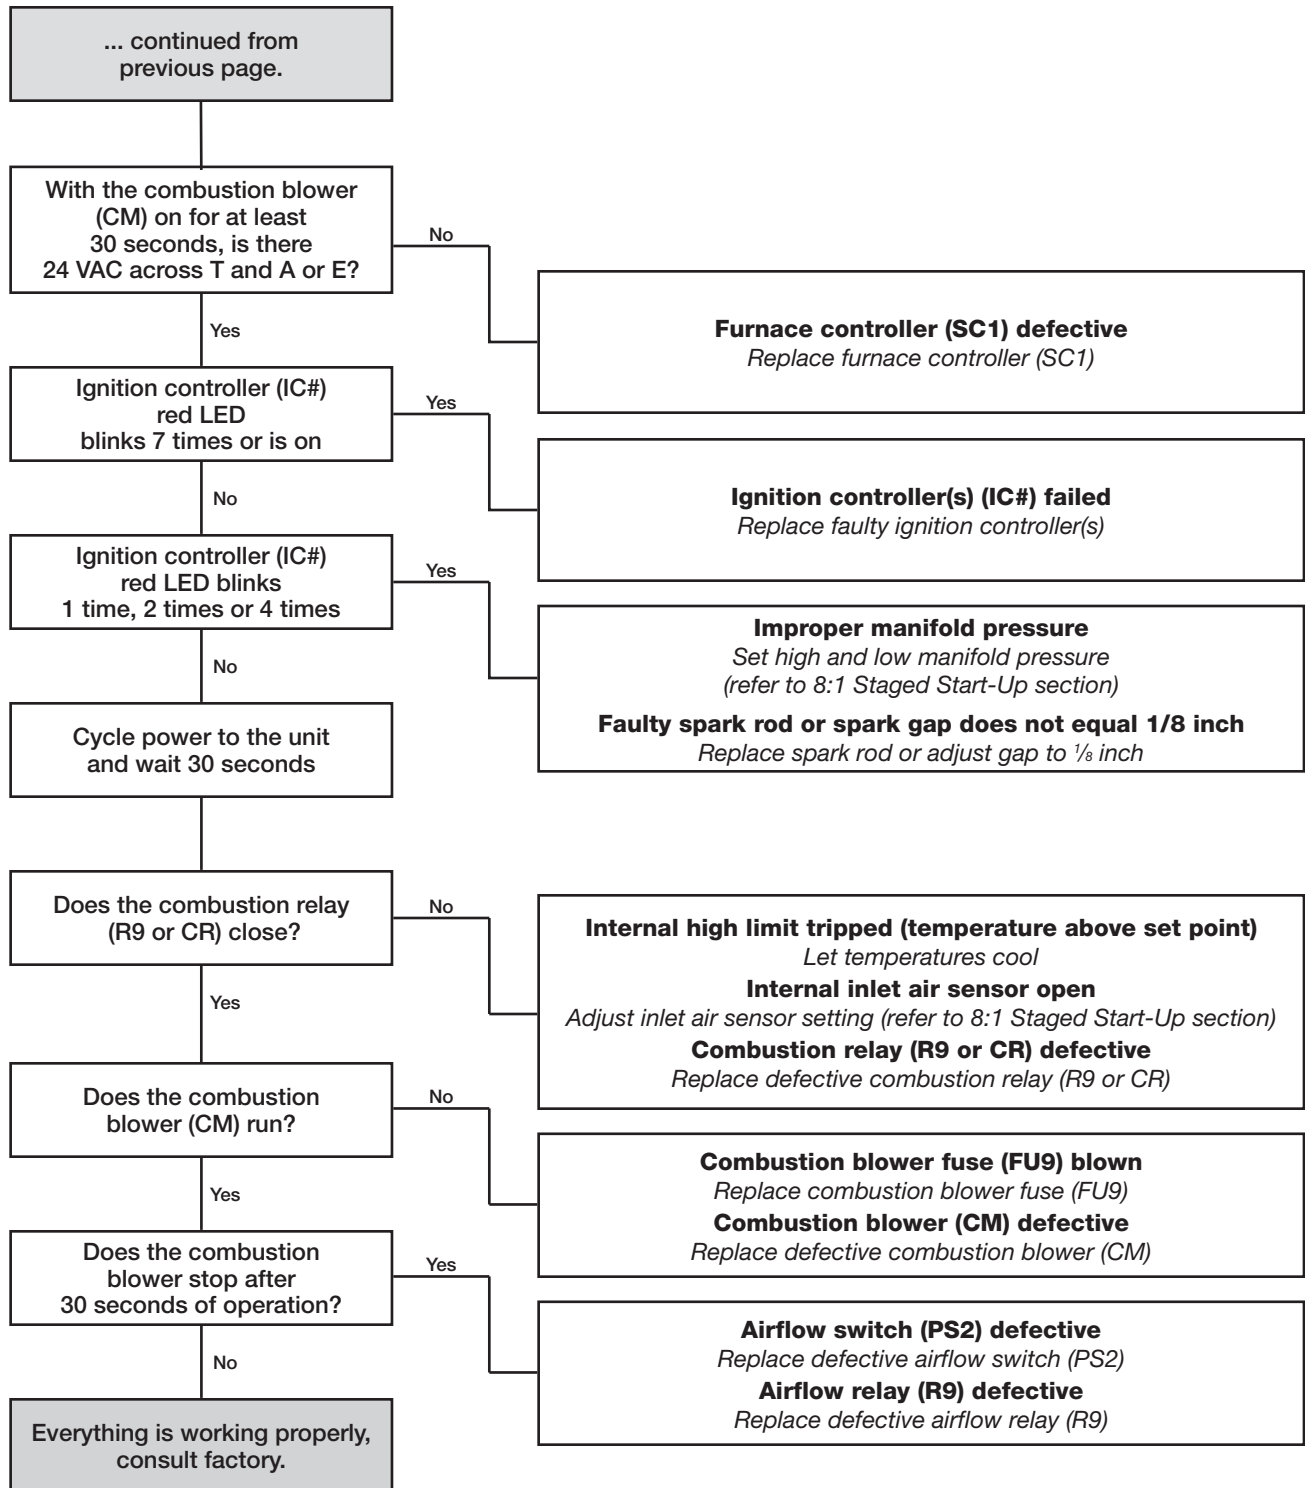 ... continued from
previous page.
With the combustion blower
(CM) on for at least
30 seconds, is there
24 VAC across T and A or E?
No
Furnace controller (SC1) defective
Replace furnace controller (SC1)
Yes
Ignition controller (IC#)
red LED
blinks 7 times or is on
Yes
Ignition controller(s) (IC#) failed
Replace faulty ignition controller(s)
No
Ignition controller (IC#)
red LED blinks
1 time, 2 times or 4 times
Yes
Improper manifold pressure
Set high and low manifold pressure
(refer to 8:1 Staged Start-Up section)
Faulty spark rod or spark gap does not equal 1/8 inch
Replace spark rod or adjust gap to ⅛ inch
No
Cycle power to the unit
and wait 30 seconds
Does the combustion relay
(R9 or CR) close?
No
Internal high limit tripped (temperature above set point)
Let temperatures cool
Internal inlet air sensor open
Adjust inlet air sensor setting (refer to 8:1 Staged Start-Up section)
Combustion relay (R9 or CR) defective
Replace defective combustion relay (R9 or CR)
Yes
Does the combustion
blower (CM) run?
No
Combustion blower fuse (FU9) blown
Replace combustion blower fuse (FU9)
Combustion blower (CM) defective
Replace defective combustion blower (CM)
Yes
Does the combustion
blower stop after
30 seconds of operation?
Yes
Airflow switch (PS2) defective
Replace defective airflow switch (PS2)
Airflow relay (R9) defective
Replace defective airflow relay (R9)
No
Everything is working properly,
consult factory.